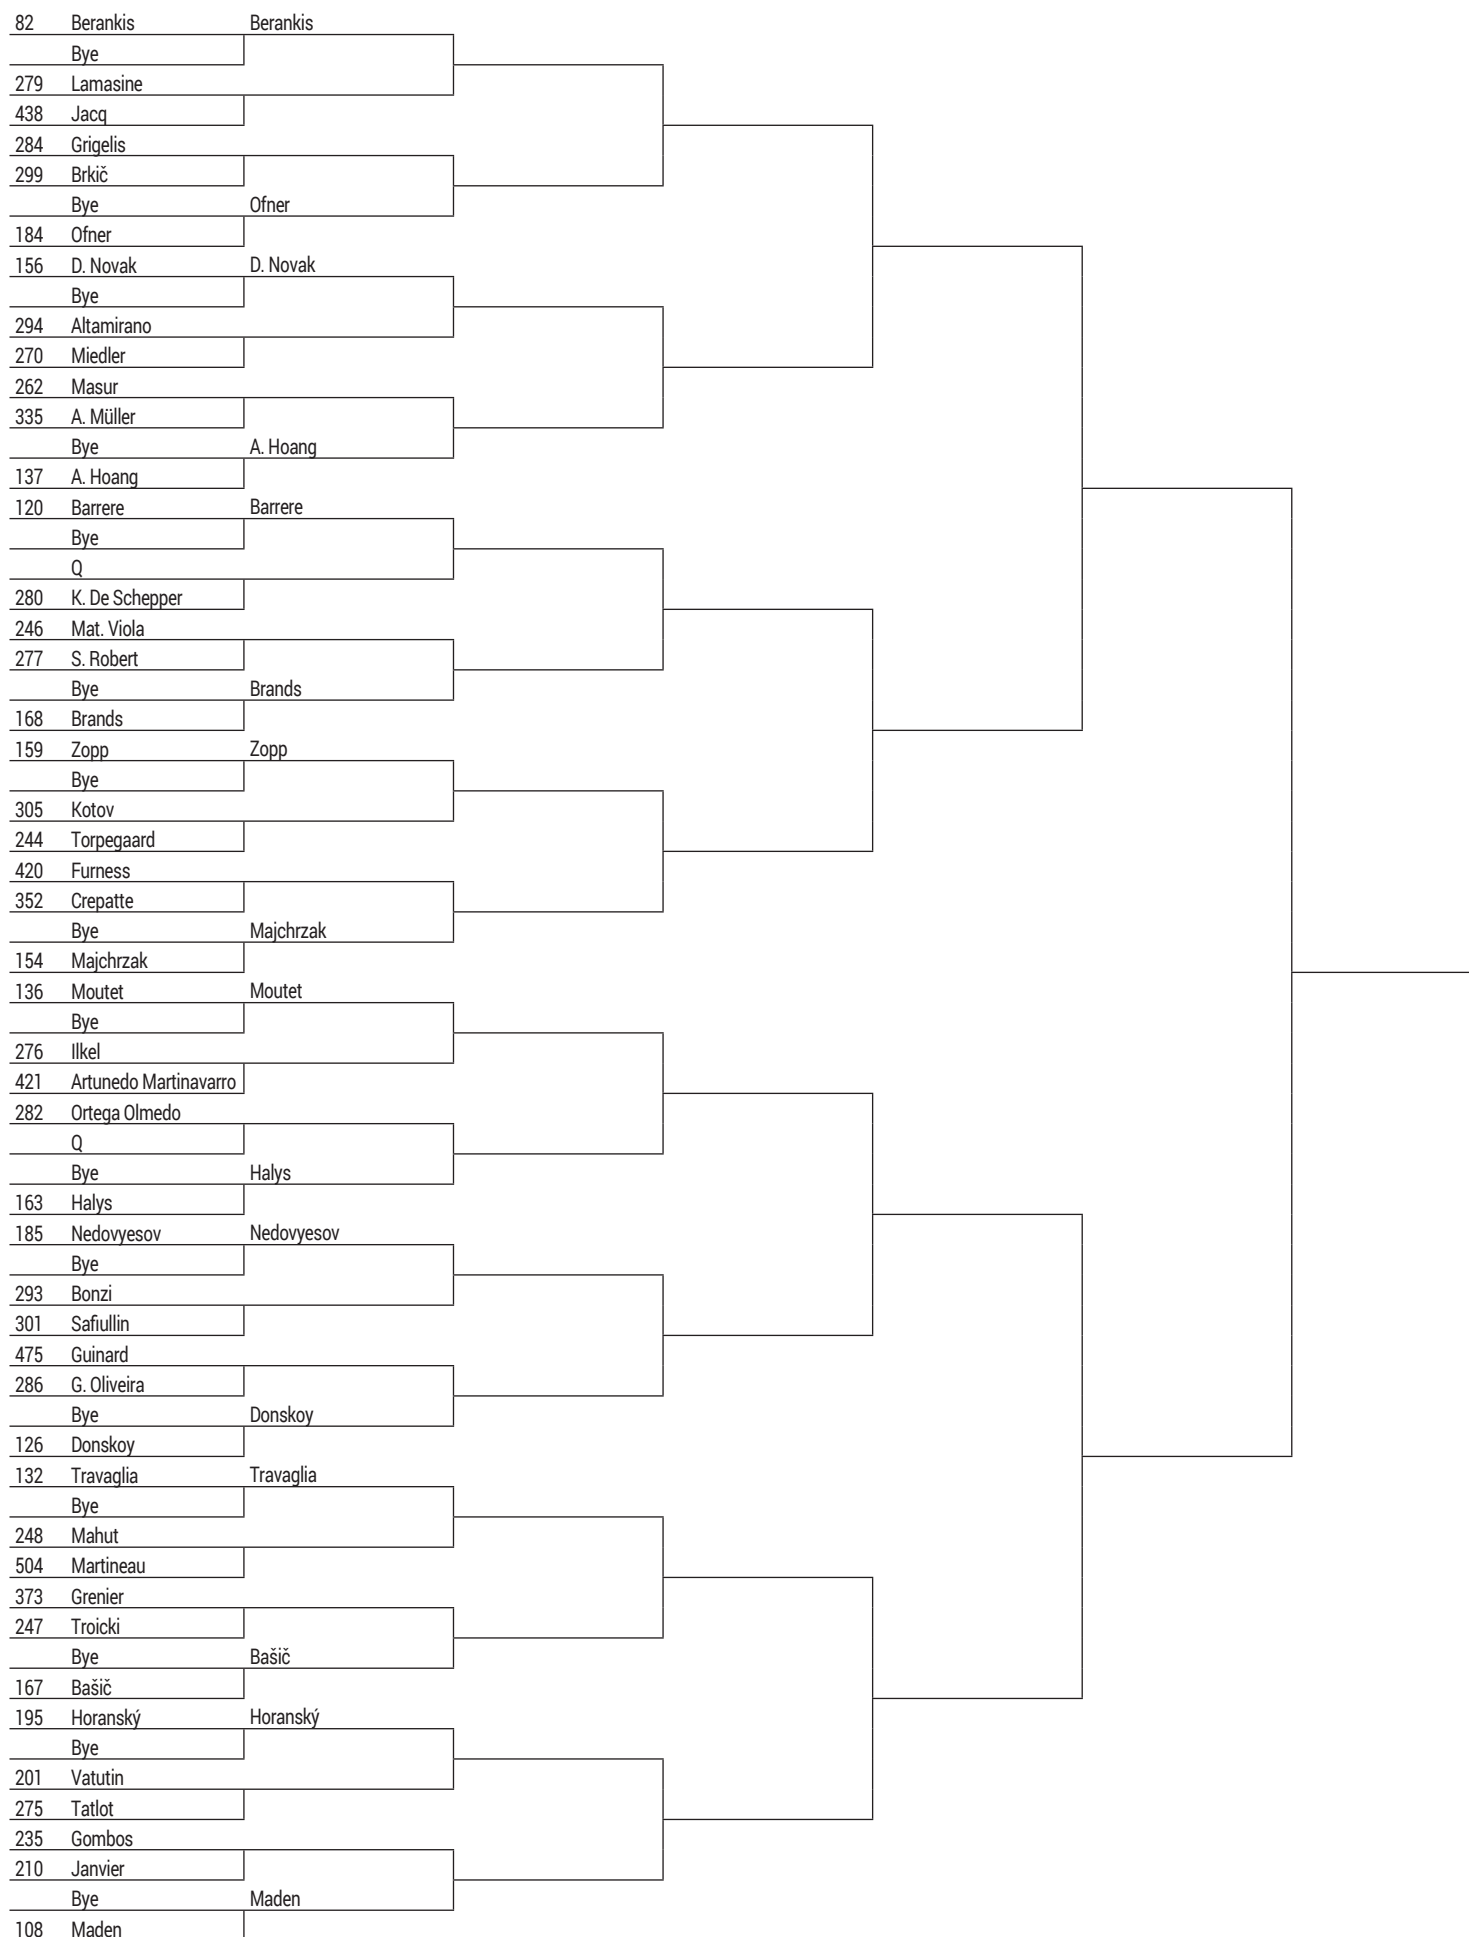 82 Berankis Berankis
Bye
279 Lamasine
438 Jacq
284 Grigelis
299 Brkič
Bye Ofner
184 Ofner
156 D. Novak D. Novak
Bye
294 Altamirano
270 Miedler
262 Masur
335 A. Müller
Bye A. Hoang
137 A. Hoang
120 Barrere Barrere
Bye
Q
280 K. De Schepper
246 Mat. Viola
277 S. Robert
Bye Brands
168 Brands
159 Zopp Zopp
Bye
305 Kotov
244 Torpegaard
420 Furness
352 Crepatte
Bye Majchrzak
154 Majchrzak
136 Moutet Moutet
Bye
276 Ilkel
421 Artunedo Martinavarro
282 Ortega Olmedo
Q
Bye Halys
163 Halys
185 Nedovyesov Nedovyesov
Bye
293 Bonzi
301 Safiullin
475 Guinard
286 G. Oliveira
Bye Donskoy
126 Donskoy
132 Travaglia Travaglia
Bye
248 Mahut
504 Martineau
373 Grenier
247 Troicki
Bye Bašič
167 Bašič
195 Horanský Horanský
Bye
201 Vatutin
275 Tatlot
235 Gombos
210 Janvier
Bye Maden
108 Maden